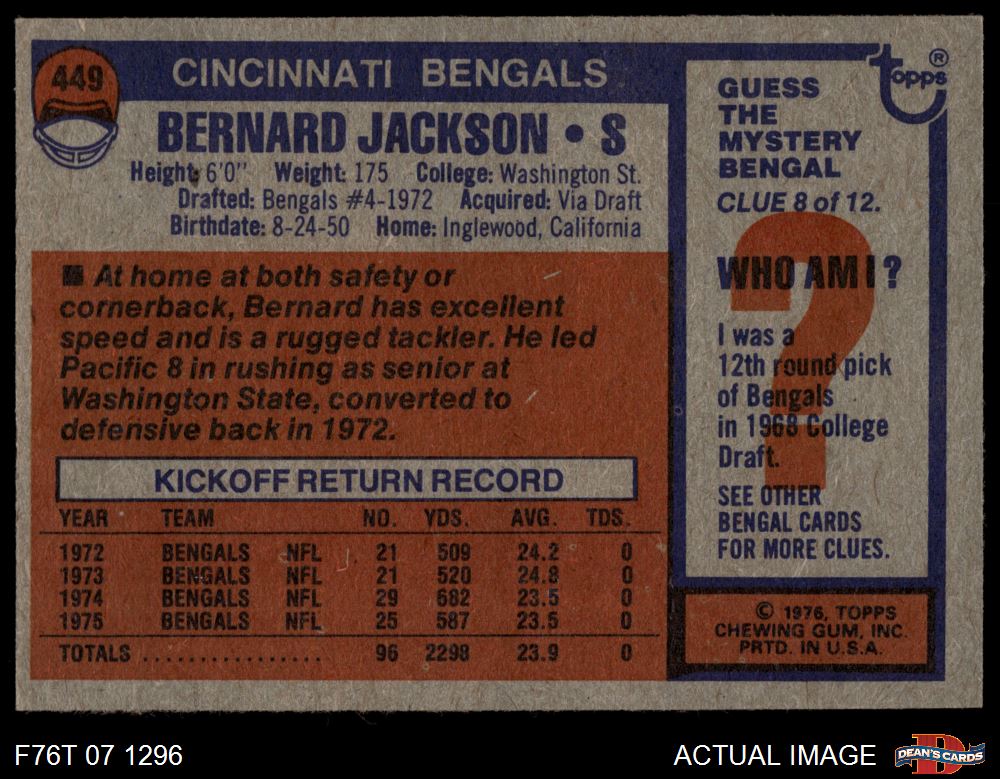 449
CINCINNATI BENGALS
BERNARD JACKSON • S
Height: 6'0" Weight: 175 College: Washington St.
Drafted: Bengals #4-1972 Acquired: Via Draft
Birthdate: 8-24-50 Home: Inglewood, California
■ At home at both safety or
cornerback, Bernard has excellent
speed and is a rugged tackler. He led
Pacific 8 in rushing as senior at
Washington State, converted to
defensive back in 1972.
KICKOFF RETURN RECORD
YEAR TEAM NO. YDS. AVG. TDS.
1972 BENGALS NFL 21 509 24.2 0
1973 BENGALS NFL 21 520 24.8 0
1974 BENGALS NFL 29 682 23.5 0
1975 BENGALS NFL 25 587 23.5 0
TOTALS .................. 96 2298 23.9 0
topps ®
GUESS
THE
MYSTERY
BENGAL
CLUE 8 of 12.
?
WHO AM I ?
I was a
12th round pick
of Bengals
in 1968 College
Draft.
SEE OTHER
BENGAL CARDS
FOR MORE CLUES.
© 1976, TOPPS
CHEWING GUM, INC.
PRTD. IN U.S.A.
F76T 07 1296
ACTUAL IMAGE
D
DEAN'S CARDS